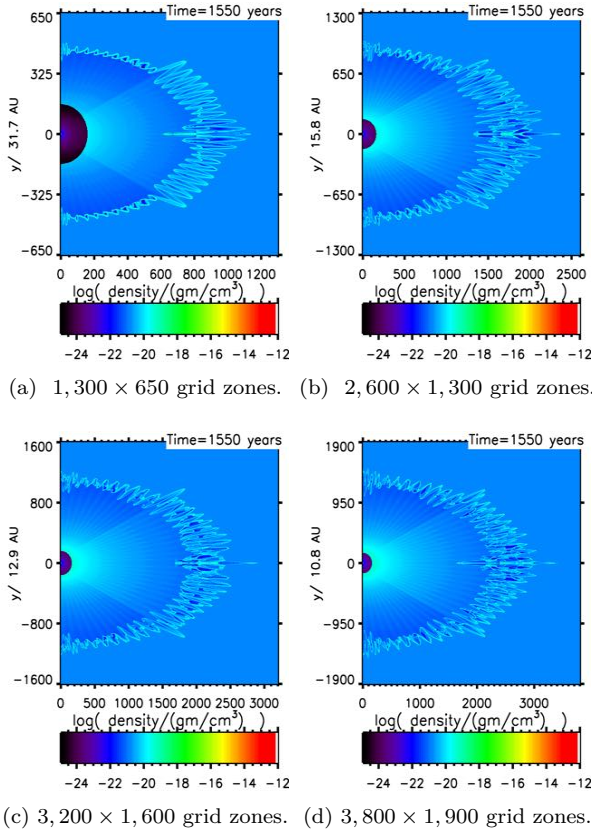 Time=1550 years
650
325
0
−325
−650
y/ 31.7 AU
0 200 400 600 800 1000 1200
log( density/(gm/cm³) )
−24 −22 −20 −18 −16 −14 −12
(a) 1,300 × 650 grid zones.
Time=1550 years
1300
650
0
−650
−1300
y/ 15.8 AU
0 500 1000 1500 2000 2500
log( density/(gm/cm³) )
−24 −22 −20 −18 −16 −14 −12
(b) 2,600 × 1,300 grid zones.
Time=1550 years
1600
800
0
−800
−1600
y/ 12.9 AU
0 500 1000 1500 2000 2500 3000
log( density/(gm/cm³) )
−24 −22 −20 −18 −16 −14 −12
(c) 3,200 × 1,600 grid zones.
Time=1550 years
1900
950
0
−950
−1900
y/ 10.8 AU
0 1000 2000 3000
log( density/(gm/cm³) )
−24 −22 −20 −18 −16 −14 −12
(d) 3,800 × 1,900 grid zones.